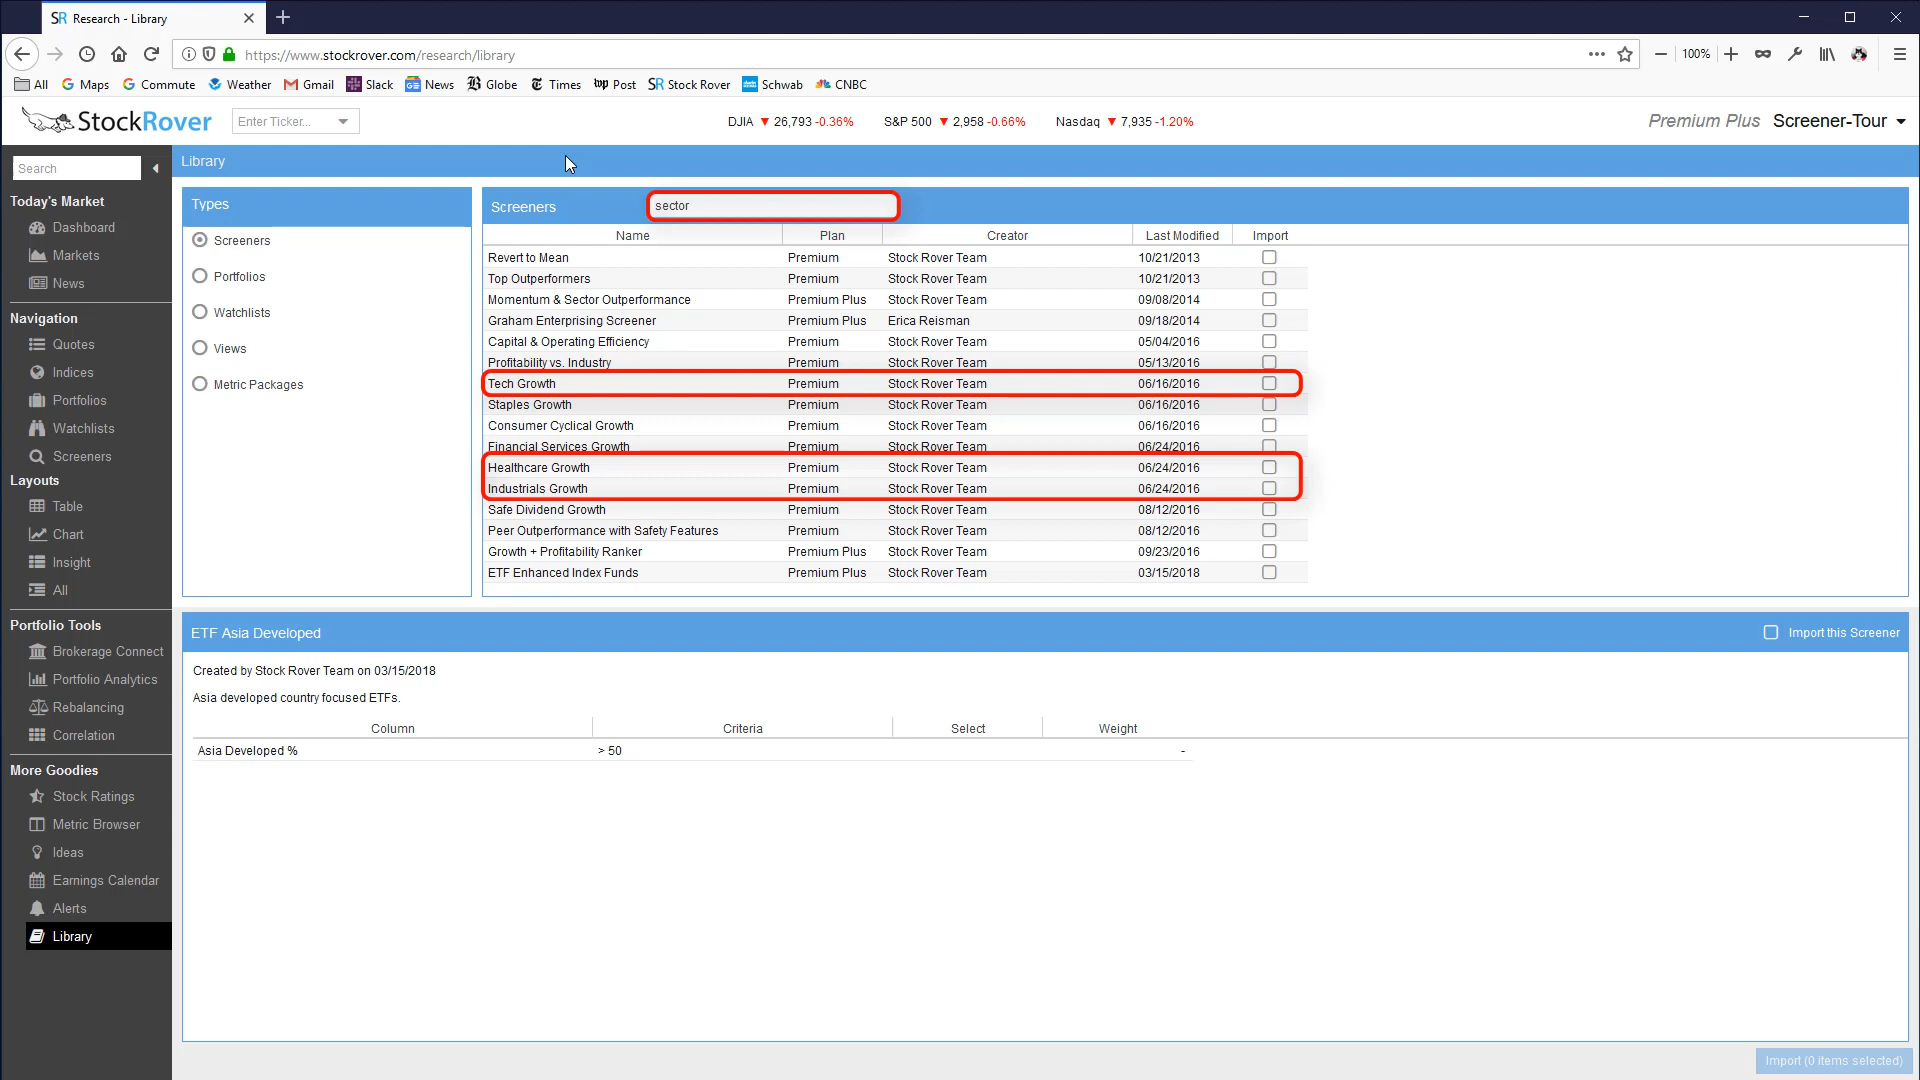 SR Research - Library
https://www.stockrover.com/research/library
100%
All Maps Commute Weather Gmail Slack News Globe Times Post SR Stock Rover Schwab CNBC
StockRover
Enter Ticker...
DJIA ▼ 26,793 -0.36% S&P 500 ▼ 2,958 -0.66% Nasdaq ▼ 7,935 -1.20%
Premium Plus Screener-Tour
Search
Today's Market
Dashboard
Markets
News
Navigation
Quotes
Indices
Portfolios
Watchlists
Screeners
Layouts
Table
Chart
Insight
All
Portfolio Tools
Brokerage Connect
Portfolio Analytics
Rebalancing
Correlation
More Goodies
Stock Ratings
Metric Browser
Ideas
Earnings Calendar
Alerts
Library
Library
Types
Screeners
Portfolios
Watchlists
Views
Metric Packages
Screeners sector
Name Plan Creator Last Modified Import
Revert to Mean Premium Stock Rover Team 10/21/2013
Top Outperformers Premium Stock Rover Team 10/21/2013
Momentum & Sector Outperformance Premium Plus Stock Rover Team 09/08/2014
Graham Enterprising Screener Premium Plus Erica Reisman 09/18/2014
Capital & Operating Efficiency Premium Stock Rover Team 05/04/2016
Profitability vs. Industry Premium Stock Rover Team 05/13/2016
Tech Growth Premium Stock Rover Team 06/16/2016
Staples Growth Premium Stock Rover Team 06/16/2016
Consumer Cyclical Growth Premium Stock Rover Team 06/16/2016
Financial Services Growth Premium Stock Rover Team 06/24/2016
Healthcare Growth Premium Stock Rover Team 06/24/2016
Industrials Growth Premium Stock Rover Team 06/24/2016
Safe Dividend Growth Premium Stock Rover Team 08/12/2016
Peer Outperformance with Safety Features Premium Stock Rover Team 08/12/2016
Growth + Profitability Ranker Premium Plus Stock Rover Team 09/23/2016
ETF Enhanced Index Funds Premium Plus Stock Rover Team 03/15/2018
ETF Asia Developed Import this Screener
Created by Stock Rover Team on 03/15/2018
Asia developed country focused ETFs.
Column Criteria Select Weight
Asia Developed % > 50 -
Import (0 items selected)